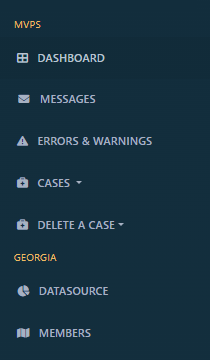 MVPS
DASHBOARD
MESSAGES
ERRORS & WARNINGS
CASES
DELETE A CASE
GEORGIA
DATASOURCE
MEMBERS